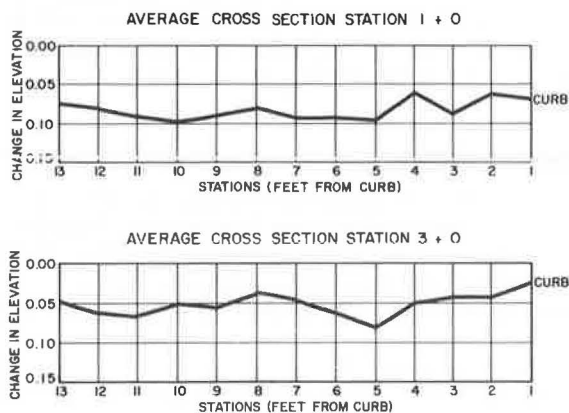 AVERAGE CROSS SECTION STATION 1 + 0
CHANGE IN ELEVATION
0.00
0.05
0.10
0.15
CURB
13 12 11 10 9 8 7 6 5 4 3 2 1
STATIONS (FEET FROM CURB)
AVERAGE CROSS SECTION STATION 3 + 0
CHANGE IN ELEVATION
0.00
0.05
0.10
0.15
CURB
13 12 11 10 9 8 7 6 5 4 3 2 1
STATIONS (FEET FROM CURB)